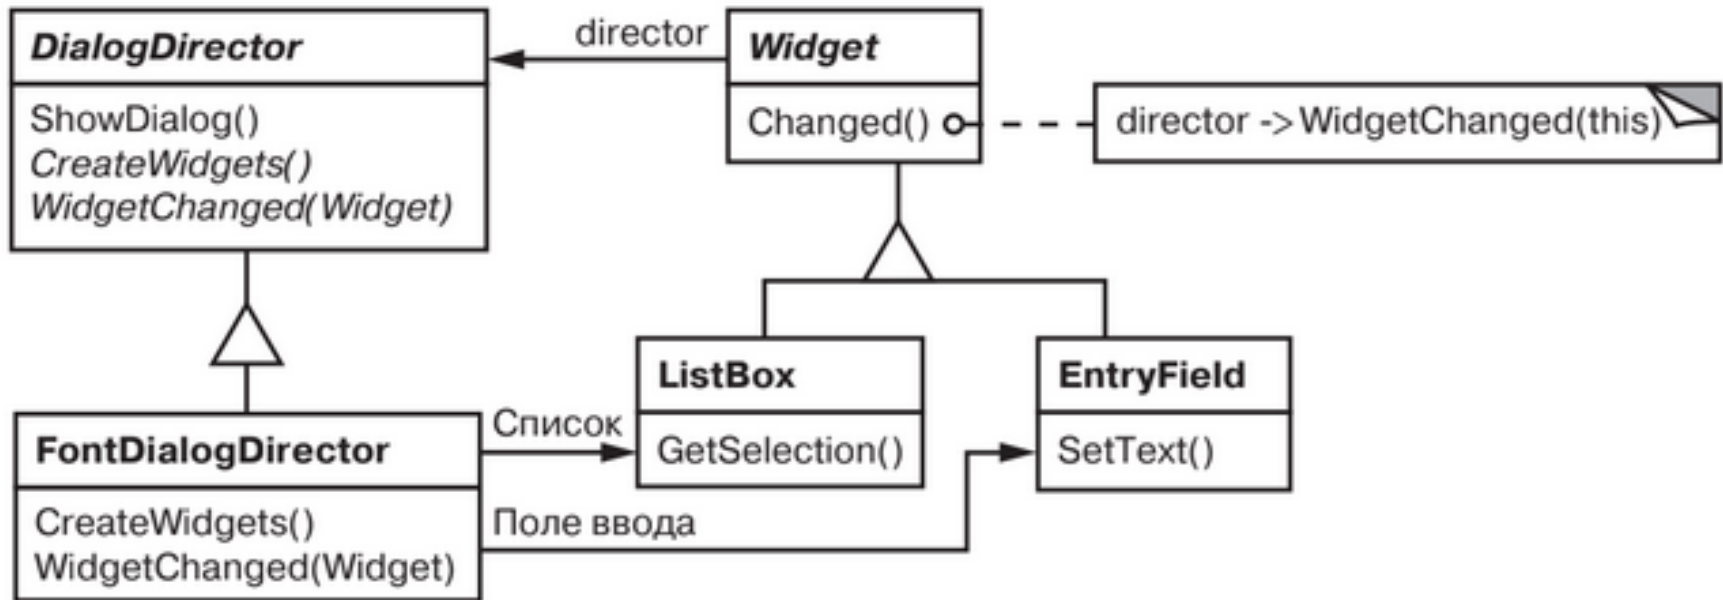 DialogDirector
ShowDialog()
CreateWidgets()
WidgetChanged(Widget)
director
Widget
Changed()
director -> WidgetChanged(this)
ListBox
GetSelection()
EntryField
SetText()
FontDialogDirector
CreateWidgets()
WidgetChanged(Widget)
Список
Поле ввода